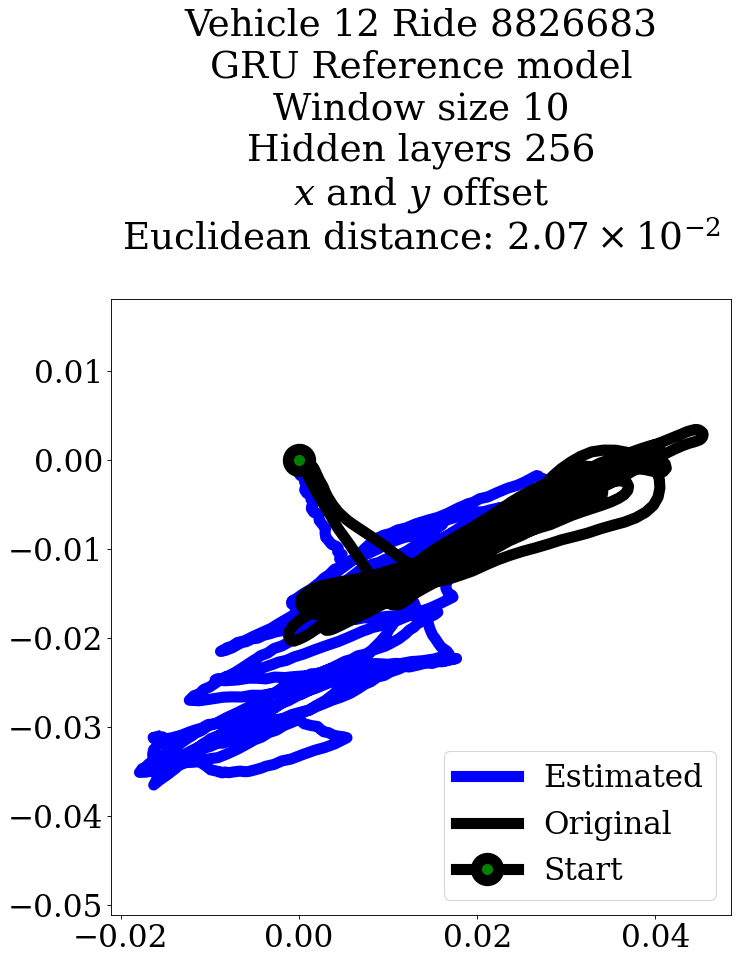 Vehicle 12 Ride 8826683
GRU Reference model
Window size 10
Hidden layers 256
x and y offset
Euclidean distance: 2.07 × 10⁻²
0.01
0.00
−0.01
−0.02
−0.03
−0.04
−0.05
Estimated
Original
Start
−0.02 0.00 0.02 0.04